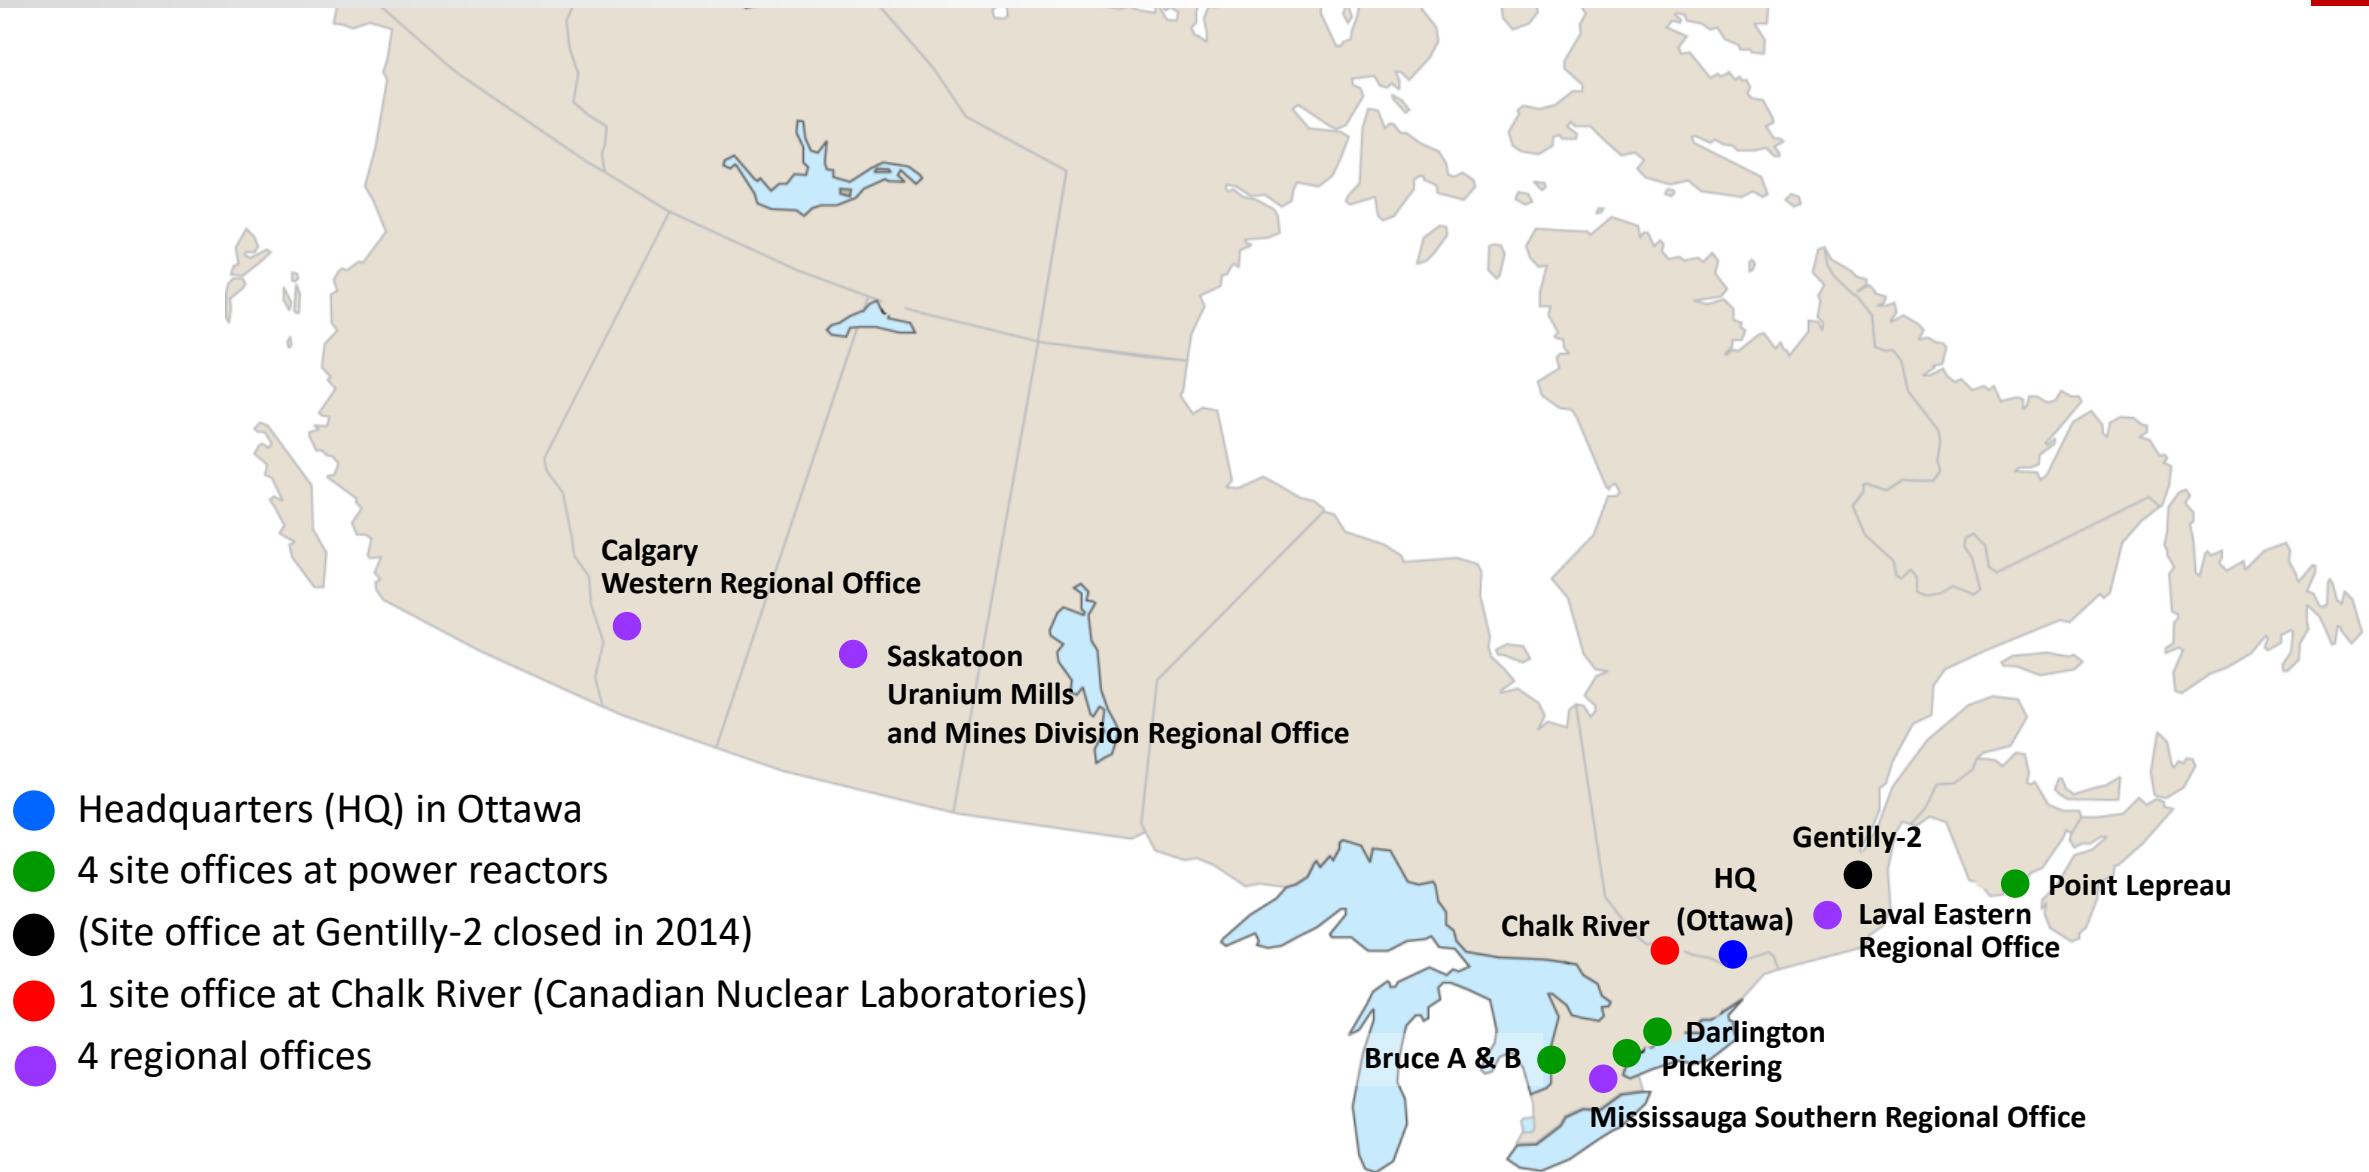 Calgary
Western Regional Office
Saskatoon
Uranium Mills
and Mines Division Regional Office
Headquarters (HQ) in Ottawa
4 site offices at power reactors
(Site office at Gentilly-2 closed in 2014)
1 site office at Chalk River (Canadian Nuclear Laboratories)
4 regional offices
Gentilly-2
HQ
(Ottawa)
Point Lepreau
Chalk River
Laval Eastern
Regional Office
Darlington
Bruce A & B
Pickering
Mississauga Southern Regional Office